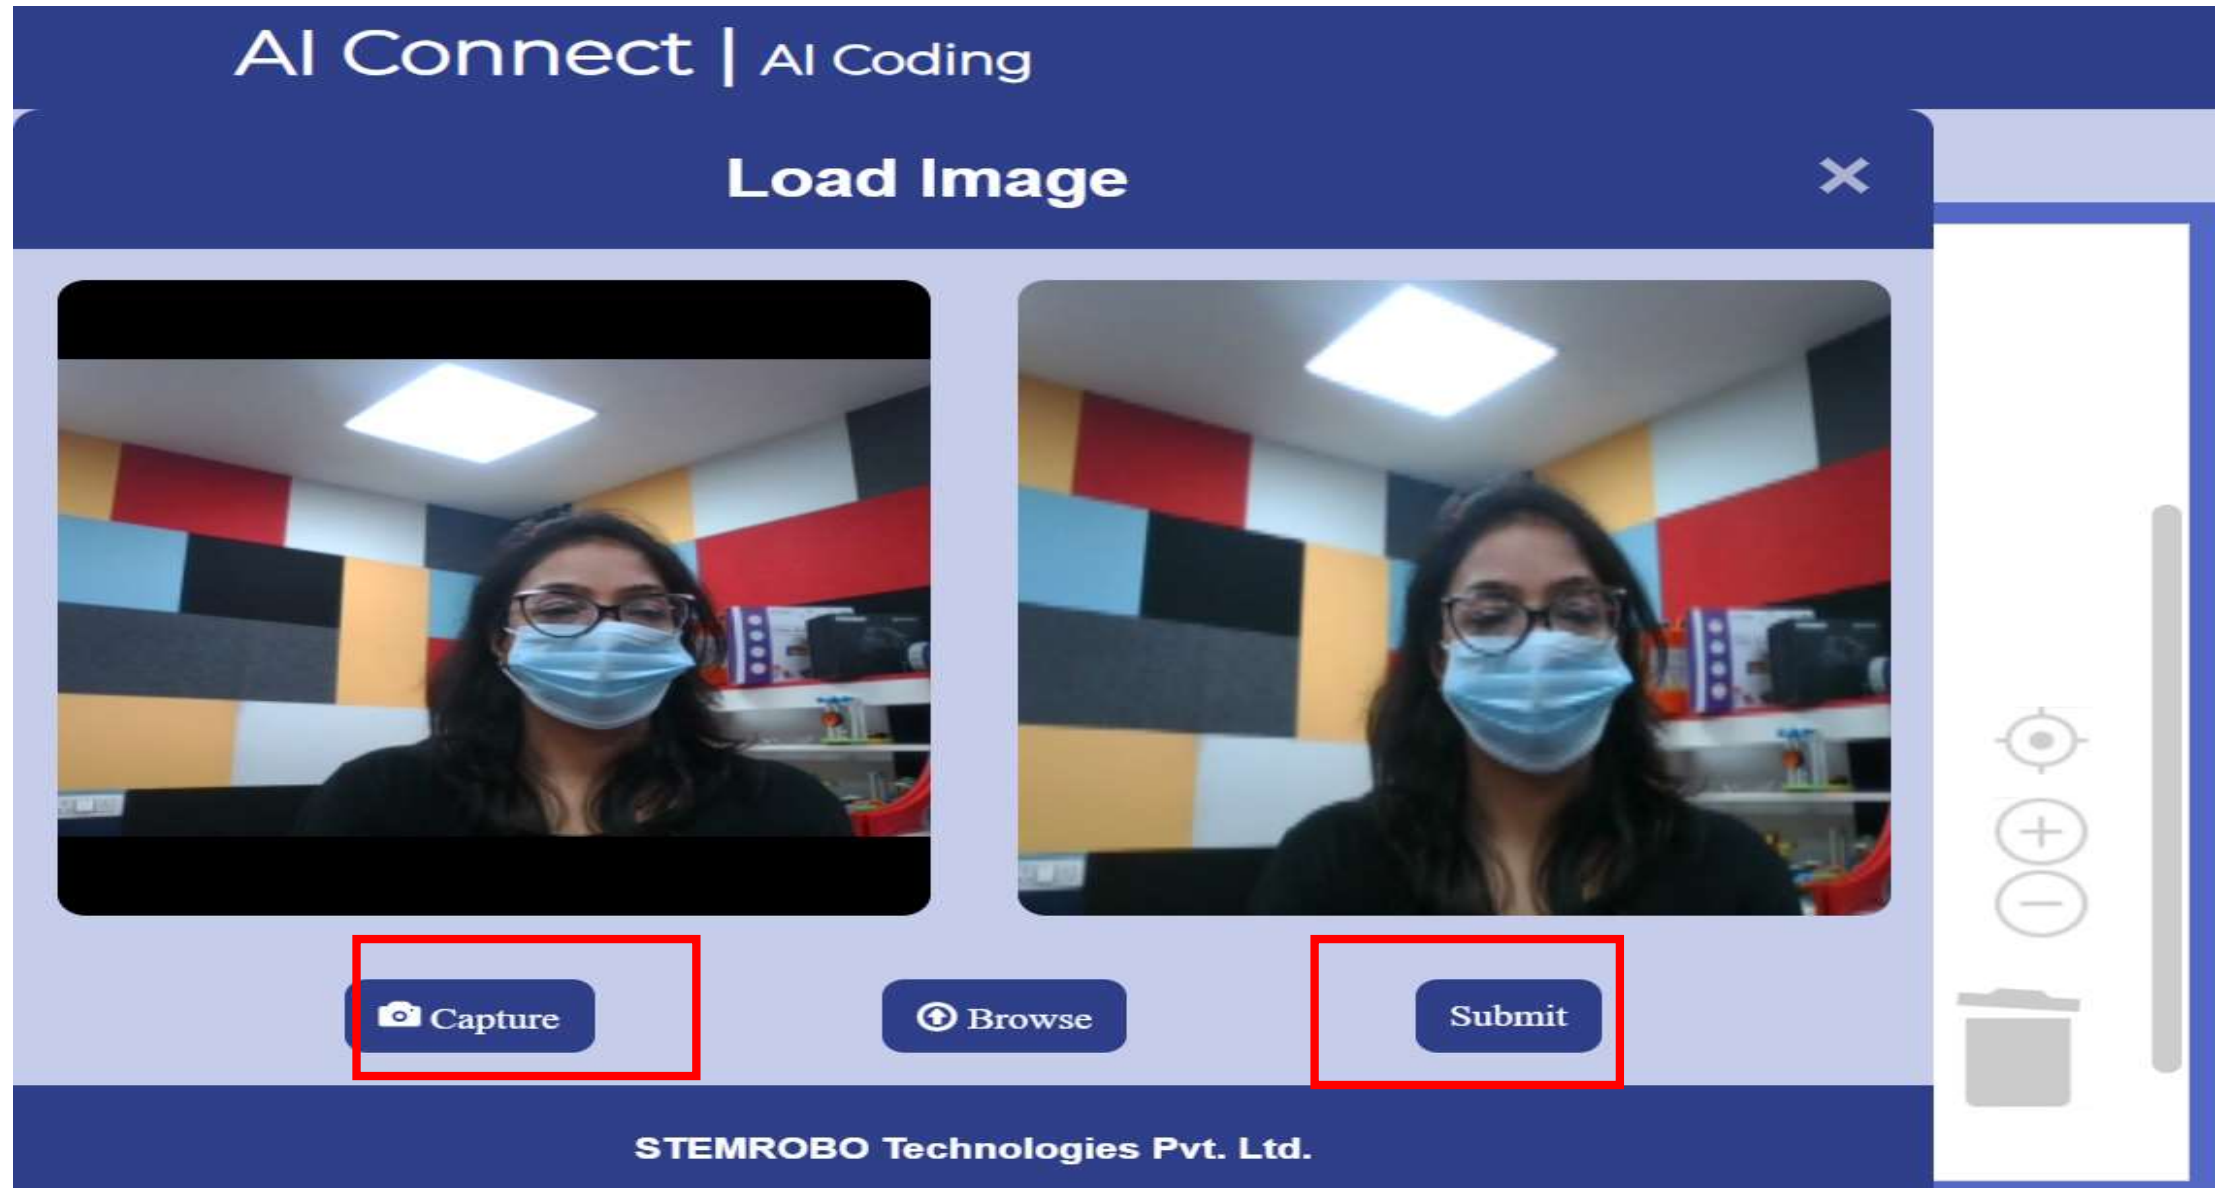 AI Connect | AI Coding
Load Image
Capture
Browse
Submit
STEMROBO Technologies Pvt. Ltd.